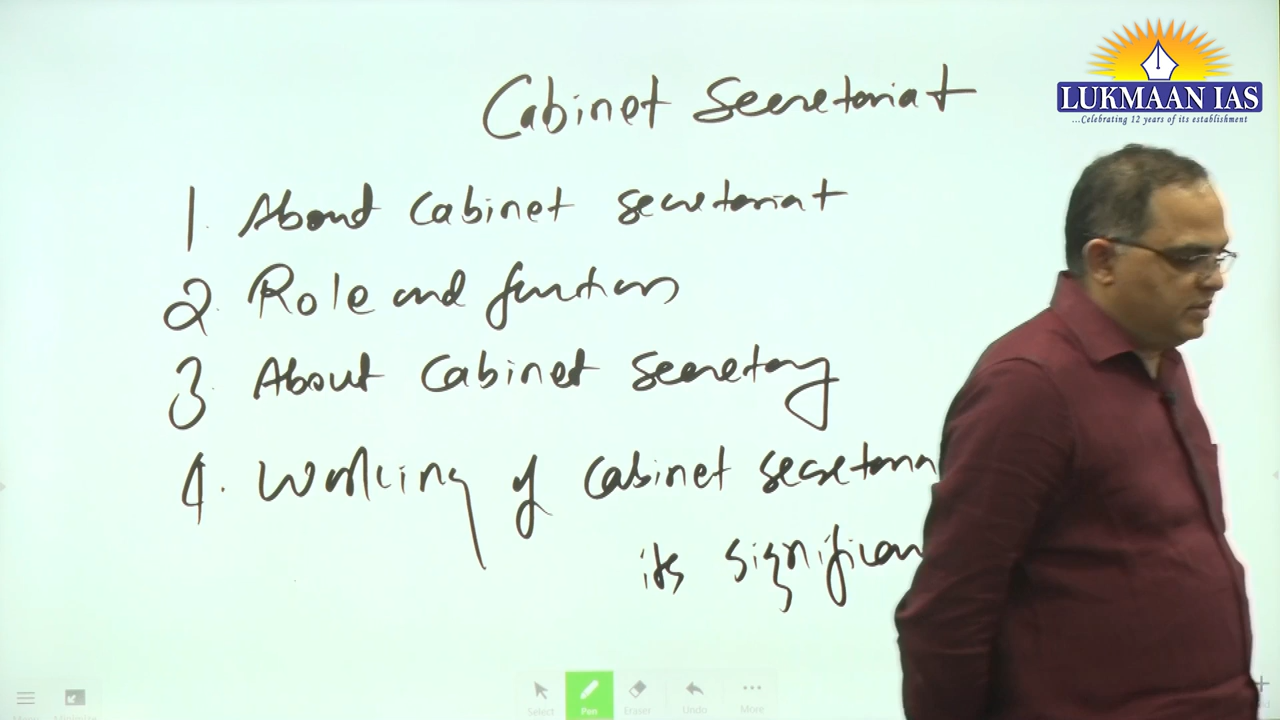 LUKMAAN IAS
...Celebrating 12 years of its establishment
Cabinet Secretariat
1. About Cabinet Secretariat
2. Role and functions
3. About Cabinet Secretary
4. Working of Cabinet Secretaria
its significan
Select
Pen
Eraser
Undo
More